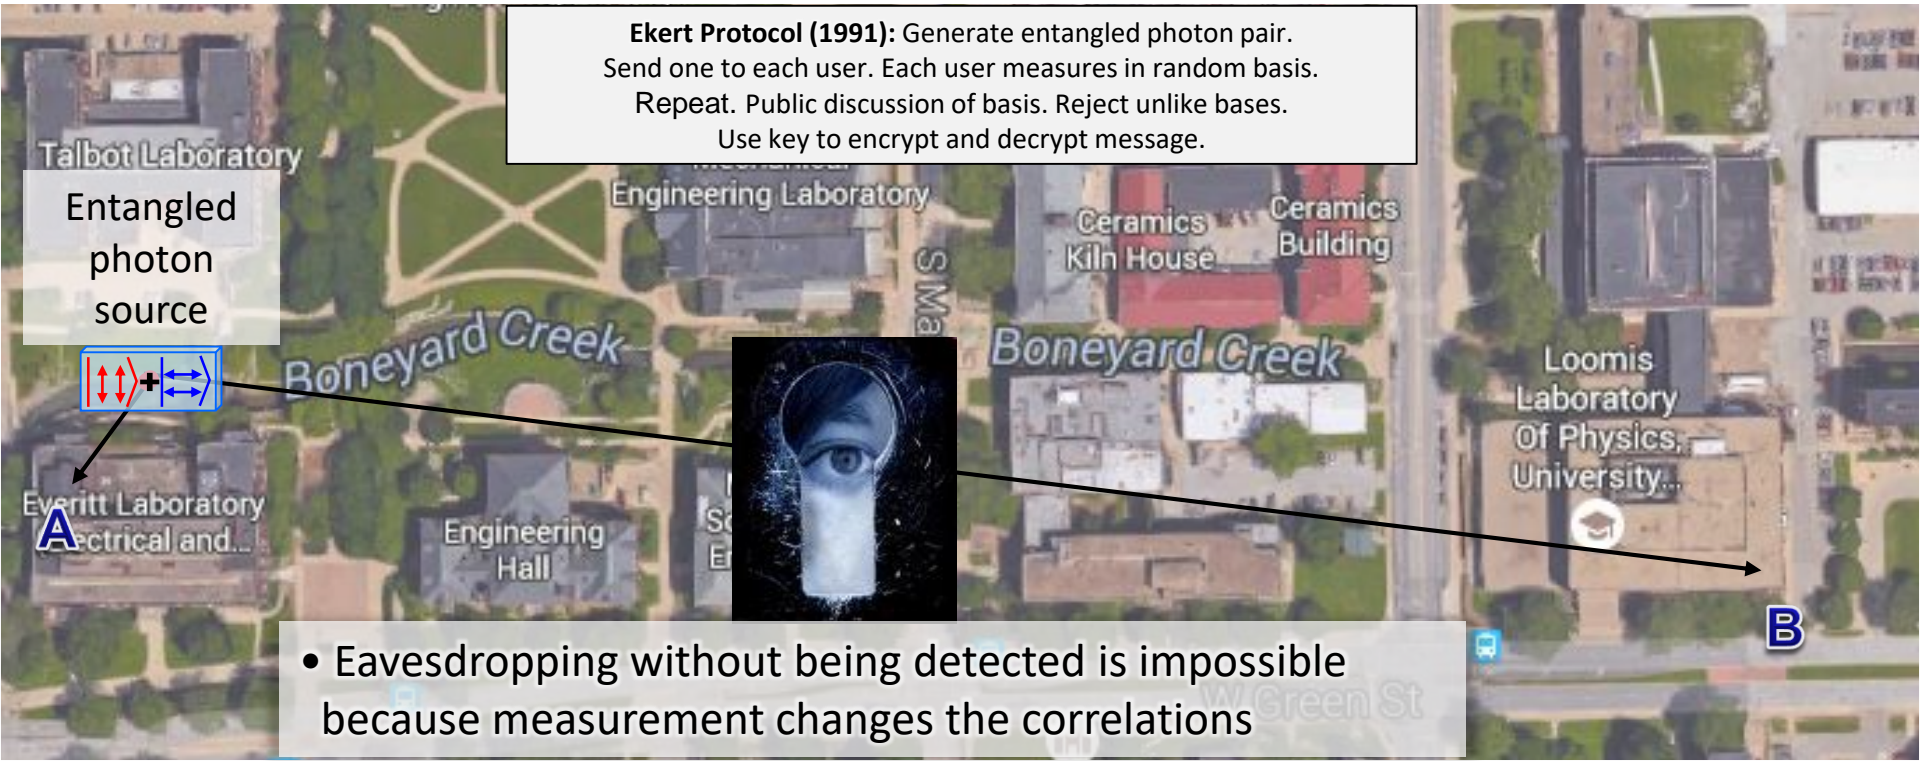 Ekert Protocol (1991): Generate entangled photon pair.
Send one to each user. Each user measures in random basis.
Repeat. Public discussion of basis. Reject unlike bases.
Use key to encrypt and decrypt message.
Talbot Laboratory
Engineering Laboratory
Ceramics
Kiln House
Ceramics
Building
Entangled
photon
source
Boneyard Creek
Boneyard Creek
S Ma
Loomis
Laboratory
Of Physics,
University...
Everitt Laboratory
A
ctrical and...
Engineering
Hall
B
• Eavesdropping without being detected is impossible
because measurement changes the correlations
W Green St